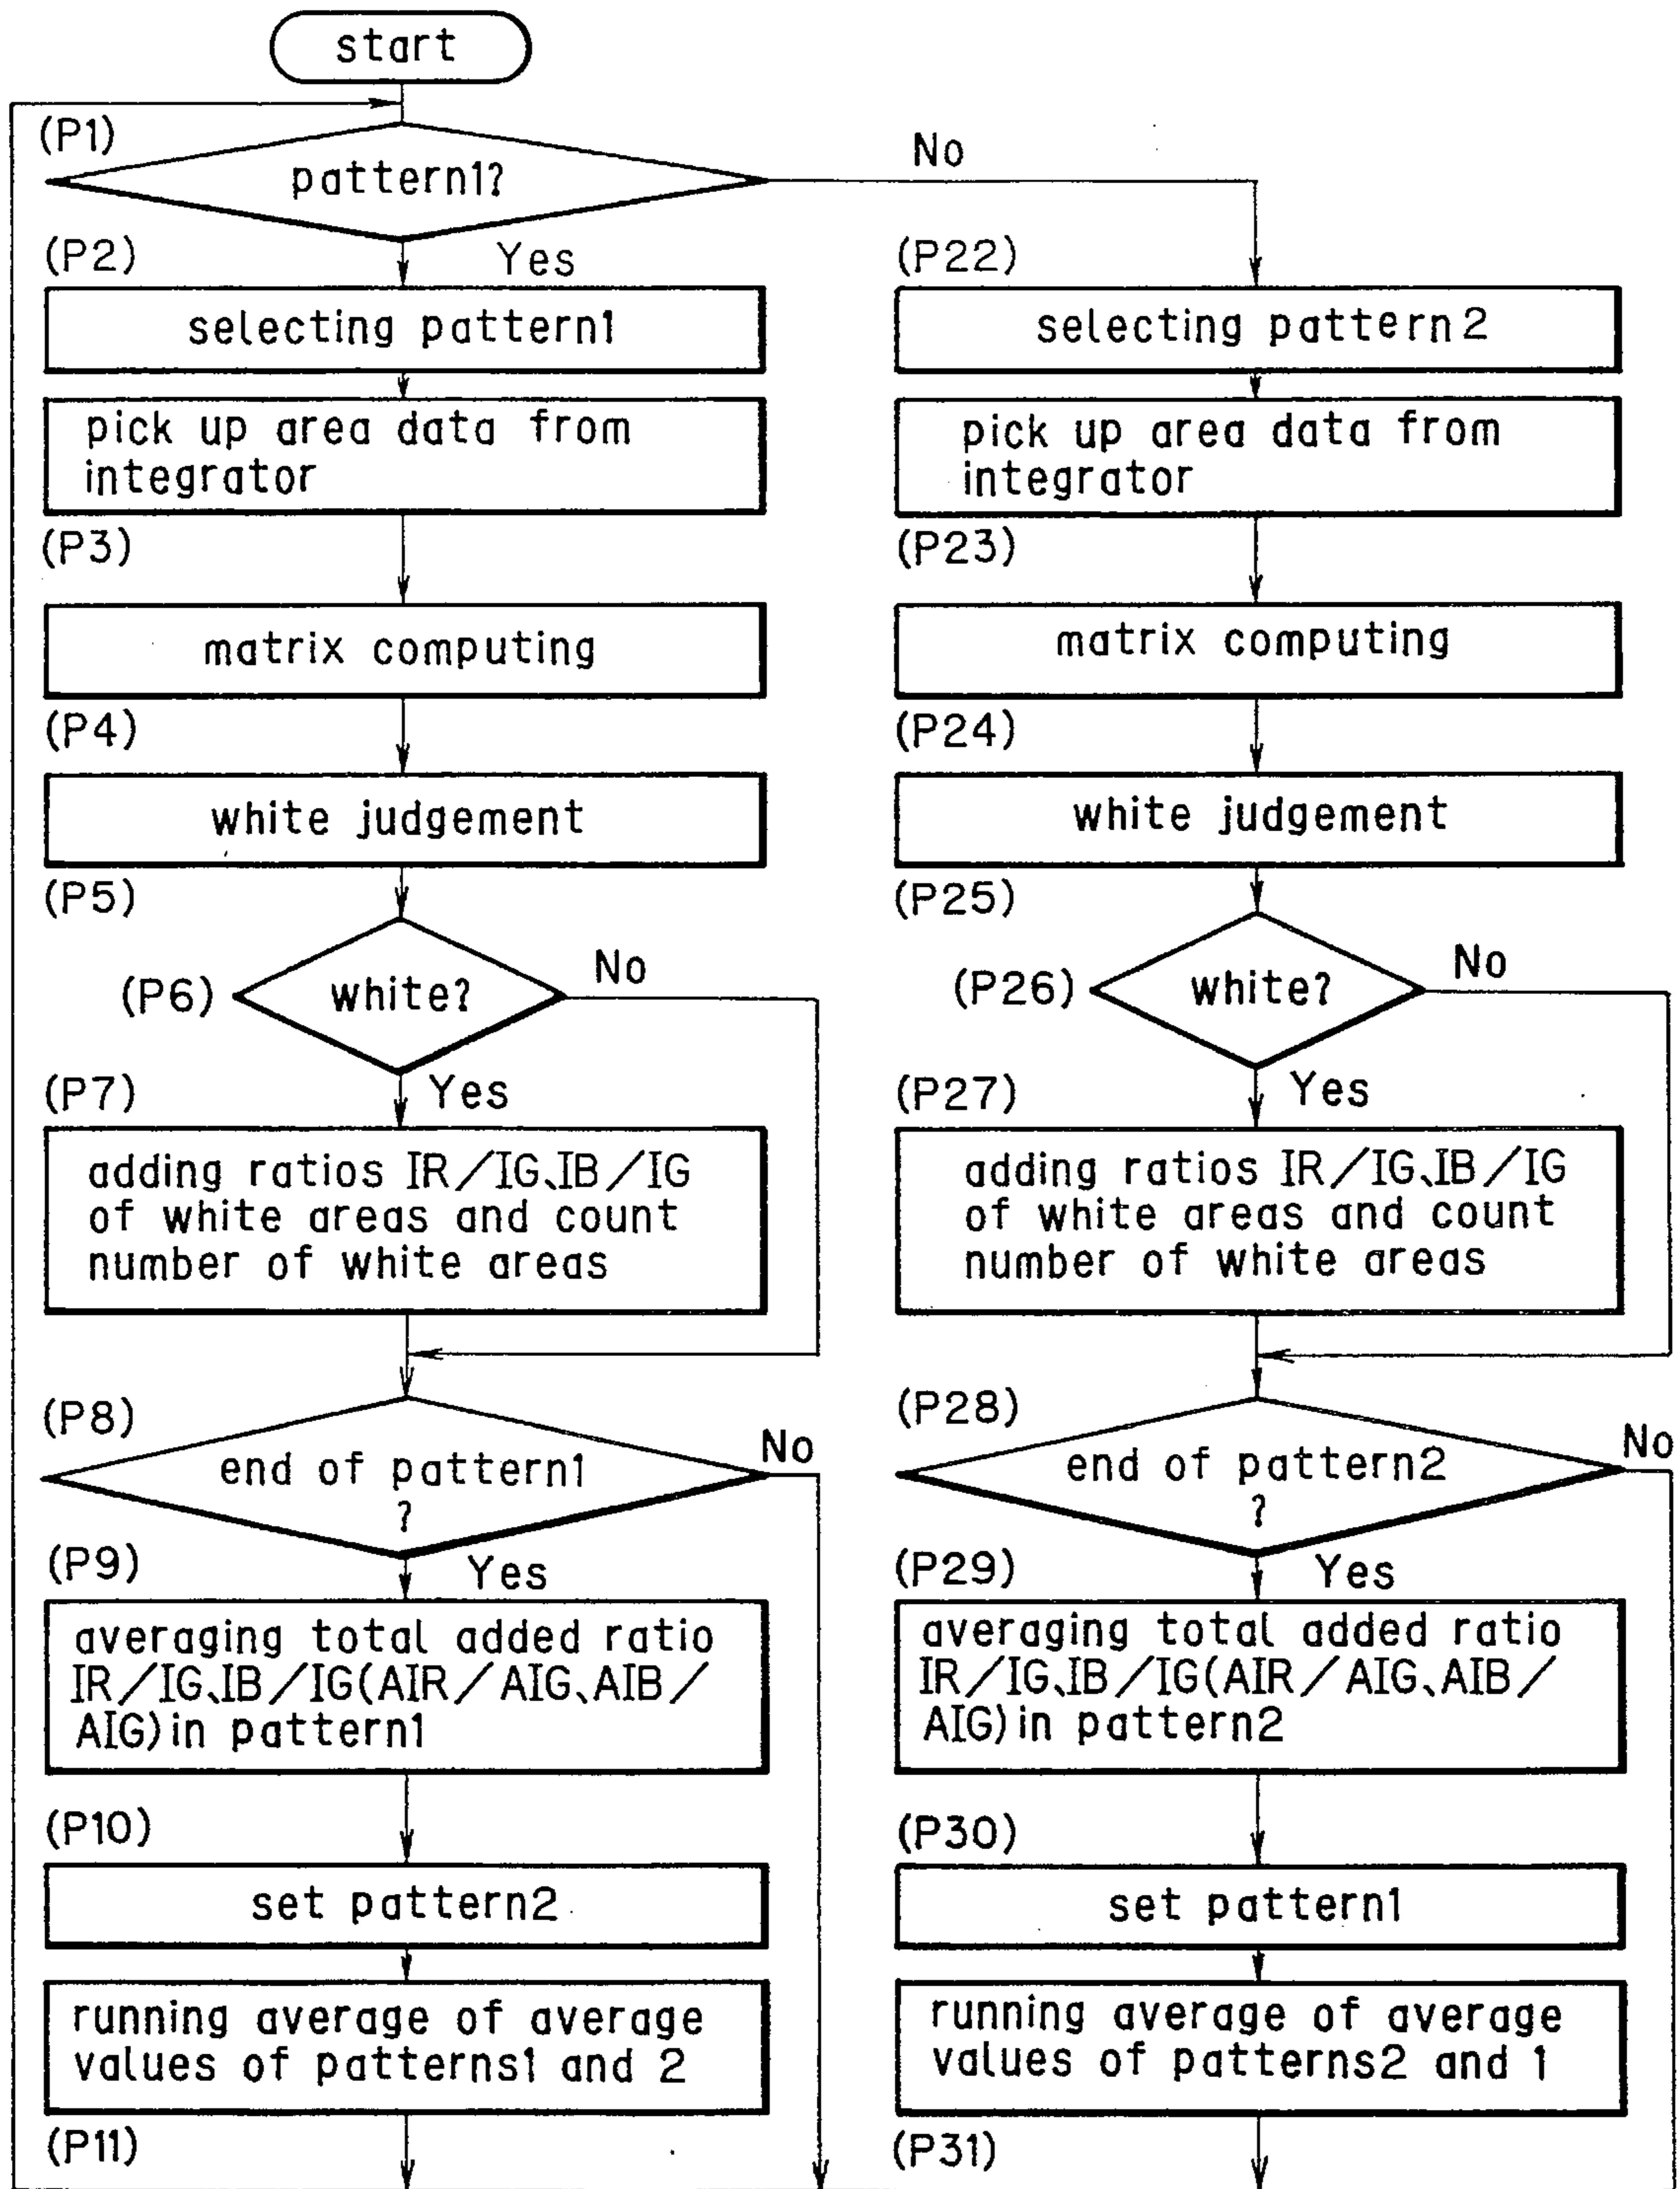 start
(P1)
pattern1?
No
(P2)
Yes
selecting pattern1
pick up area data from
integrator
(P3)
matrix computing
(P4)
white judgement
(P5)
(P6)
white?
No
(P7)
Yes
adding ratios IR/IG、IB/IG
of white areas and count
number of white areas
(P8)
end of pattern1
?
No
(P9)
Yes
averaging total added ratio
IR/IG、IB/IG(AIR/AIG、AIB/
AIG)in pattern1
(P10)
set pattern2
running average of average
values of patterns1 and 2
(P11)
(P22)
selecting pattern2
pick up area data from
integrator
(P23)
matrix computing
(P24)
white judgement
(P25)
(P26)
white?
No
(P27)
Yes
adding ratios IR/IG、IB/IG
of white areas and count
number of white areas
(P28)
end of pattern2
?
No
(P29)
Yes
averaging total added ratio
IR/IG、IB/IG(AIR/AIG、AIB/
AIG)in pattern2
(P30)
set pattern1
running average of average
values of patterns2 and 1
(P31)